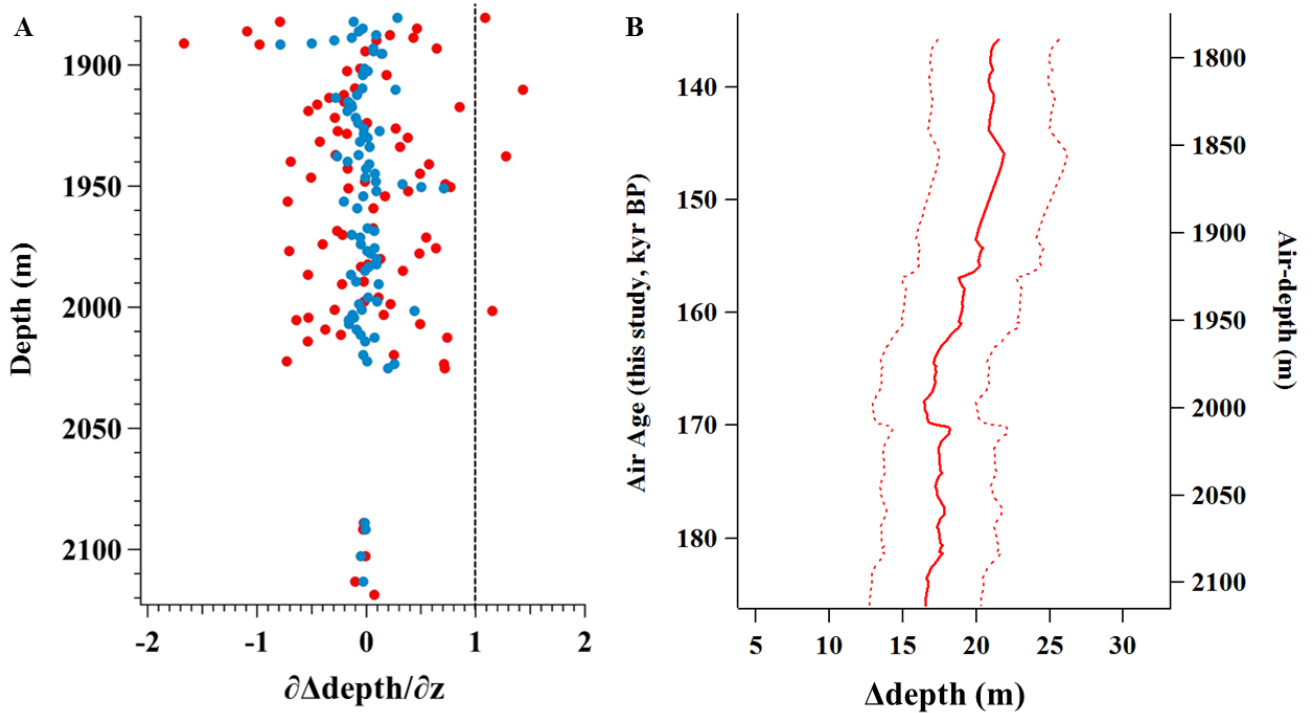 A
Depth (m)
1900
1950
2000
2050
2100
-2 -1 0 1 2
∂Δdepth/∂z
B
Air Age (this study, kyr BP)
140
150
160
170
180
5 10 15 20 25 30
Δdepth (m)
1800
1850
1900
1950
2000
2050
2100
Air-depth (m)